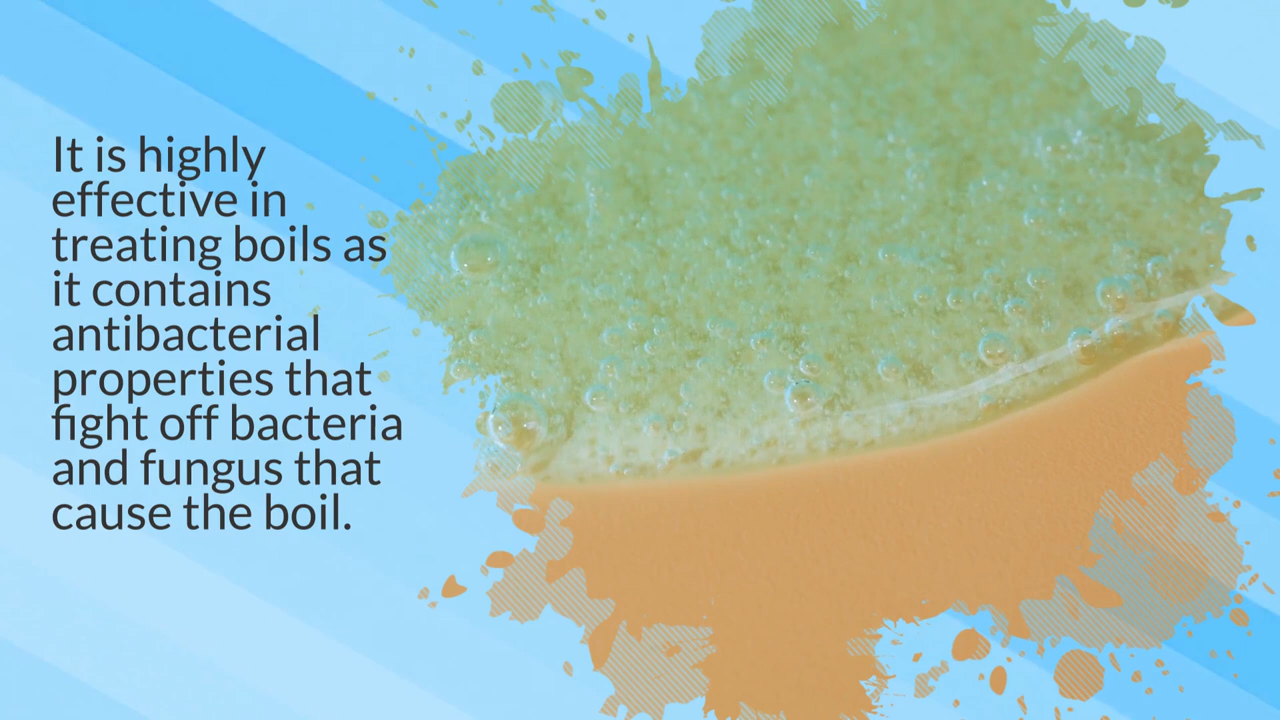 It is highly
effective in
treating boils as
it contains
antibacterial
properties that
fight off bacteria
and fungus that
cause the boil.